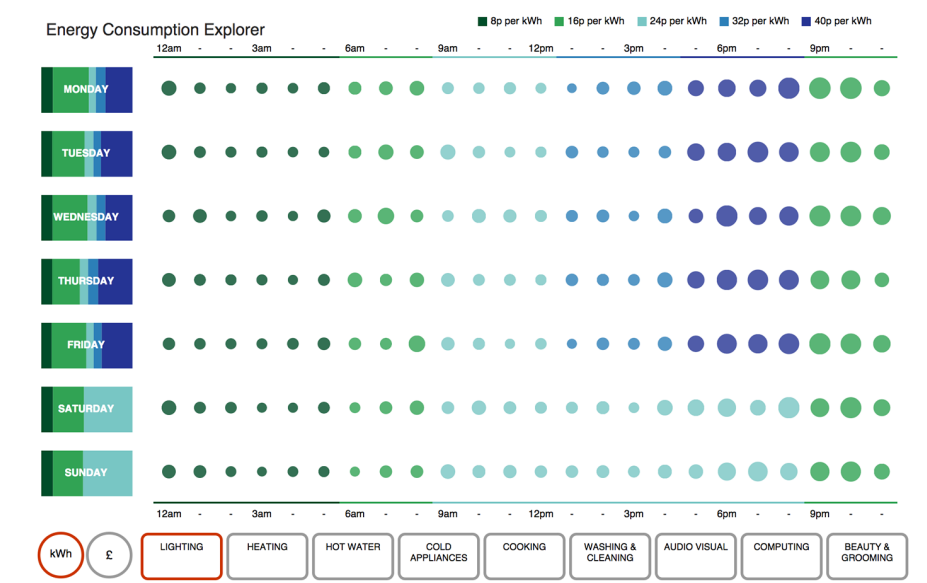 Energy Consumption Explorer
8p per kWh 16p per kWh 24p per kWh 32p per kWh 40p per kWh
12am - - 3am - - 6am - - 9am - - 12pm - - 3pm - - 6pm - - 9pm - -
MONDAY
TUESDAY
WEDNESDAY
THURSDAY
FRIDAY
SATURDAY
SUNDAY
12am - - 3am - - 6am - - 9am - - 12pm - - 3pm - - 6pm - - 9pm - -
kWh £ LIGHTING HEATING HOT WATER COLD COOKING WASHING & AUDIO VISUAL COMPUTING BEAUTY &
APPLIANCES CLEANING GROOMING